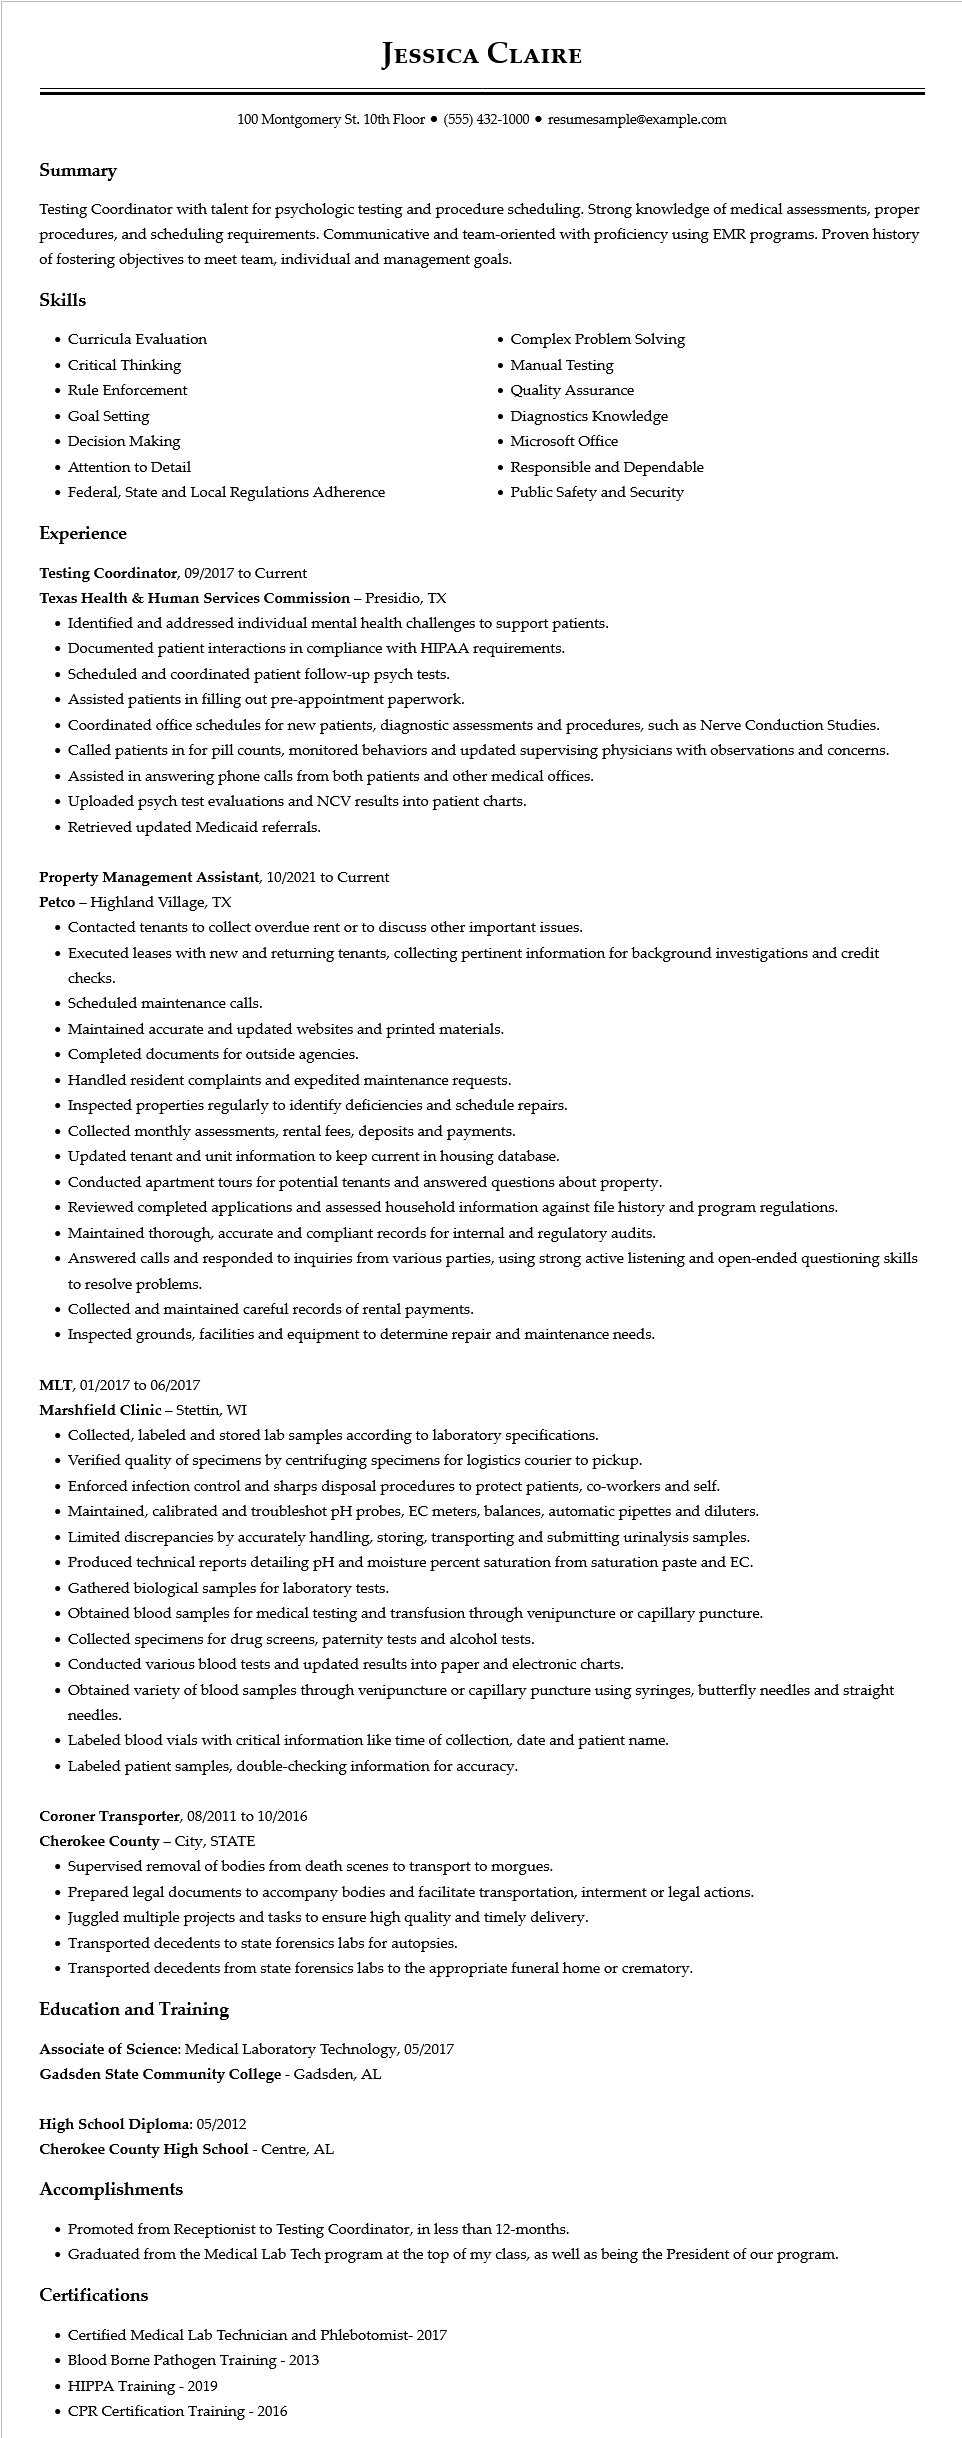 Jessica Claire
100 Montgomery St. 10th Floor ● (555) 432-1000 ● resumesample@example.com
Summary
Testing Coordinator with talent for psychologic testing and procedure scheduling. Strong knowledge of medical assessments, proper
procedures, and scheduling requirements. Communicative and team-oriented with proficiency using EMR programs. Proven history
of fostering objectives to meet team, individual and management goals.
Skills
• Curricula Evaluation
• Critical Thinking
• Rule Enforcement
• Goal Setting
• Decision Making
• Attention to Detail
• Federal, State and Local Regulations Adherence
• Complex Problem Solving
• Manual Testing
• Quality Assurance
• Diagnostics Knowledge
• Microsoft Office
• Responsible and Dependable
• Public Safety and Security
Experience
Testing Coordinator, 09/2017 to Current
Texas Health & Human Services Commission – Presidio, TX
• Identified and addressed individual mental health challenges to support patients.
• Documented patient interactions in compliance with HIPAA requirements.
• Scheduled and coordinated patient follow-up psych tests.
• Assisted patients in filling out pre-appointment paperwork.
• Coordinated office schedules for new patients, diagnostic assessments and procedures, such as Nerve Conduction Studies.
• Called patients in for pill counts, monitored behaviors and updated supervising physicians with observations and concerns.
• Assisted in answering phone calls from both patients and other medical offices.
• Uploaded psych test evaluations and NCV results into patient charts.
• Retrieved updated Medicaid referrals.
Property Management Assistant, 10/2021 to Current
Petco – Highland Village, TX
• Contacted tenants to collect overdue rent or to discuss other important issues.
• Executed leases with new and returning tenants, collecting pertinent information for background investigations and credit
checks.
• Scheduled maintenance calls.
• Maintained accurate and updated websites and printed materials.
• Completed documents for outside agencies.
• Handled resident complaints and expedited maintenance requests.
• Inspected properties regularly to identify deficiencies and schedule repairs.
• Collected monthly assessments, rental fees, deposits and payments.
• Updated tenant and unit information to keep current in housing database.
• Conducted apartment tours for potential tenants and answered questions about property.
• Reviewed completed applications and assessed household information against file history and program regulations.
• Maintained thorough, accurate and compliant records for internal and regulatory audits.
• Answered calls and responded to inquiries from various parties, using strong active listening and open-ended questioning skills
to resolve problems.
• Collected and maintained careful records of rental payments.
• Inspected grounds, facilities and equipment to determine repair and maintenance needs.
MLT, 01/2017 to 06/2017
Marshfield Clinic – Stettin, WI
• Collected, labeled and stored lab samples according to laboratory specifications.
• Verified quality of specimens by centrifuging specimens for logistics courier to pickup.
• Enforced infection control and sharps disposal procedures to protect patients, co-workers and self.
• Maintained, calibrated and troubleshot pH probes, EC meters, balances, automatic pipettes and diluters.
• Limited discrepancies by accurately handling, storing, transporting and submitting urinalysis samples.
• Produced technical reports detailing pH and moisture percent saturation from saturation paste and EC.
• Gathered biological samples for laboratory tests.
• Obtained blood samples for medical testing and transfusion through venipuncture or capillary puncture.
• Collected specimens for drug screens, paternity tests and alcohol tests.
• Conducted various blood tests and updated results into paper and electronic charts.
• Obtained variety of blood samples through venipuncture or capillary puncture using syringes, butterfly needles and straight
needles.
• Labeled blood vials with critical information like time of collection, date and patient name.
• Labeled patient samples, double-checking information for accuracy.
Coroner Transporter, 08/2011 to 10/2016
Cherokee County – City, STATE
• Supervised removal of bodies from death scenes to transport to morgues.
• Prepared legal documents to accompany bodies and facilitate transportation, interment or legal actions.
• Juggled multiple projects and tasks to ensure high quality and timely delivery.
• Transported decedents to state forensics labs for autopsies.
• Transported decedents from state forensics labs to the appropriate funeral home or crematory.
Education and Training
Associate of Science: Medical Laboratory Technology, 05/2017
Gadsden State Community College - Gadsden, AL
High School Diploma: 05/2012
Cherokee County High School - Centre, AL
Accomplishments
• Promoted from Receptionist to Testing Coordinator, in less than 12-months.
• Graduated from the Medical Lab Tech program at the top of my class, as well as being the President of our program.
Certifications
• Certified Medical Lab Technician and Phlebotomist- 2017
• Blood Borne Pathogen Training - 2013
• HIPPA Training - 2019
• CPR Certification Training - 2016